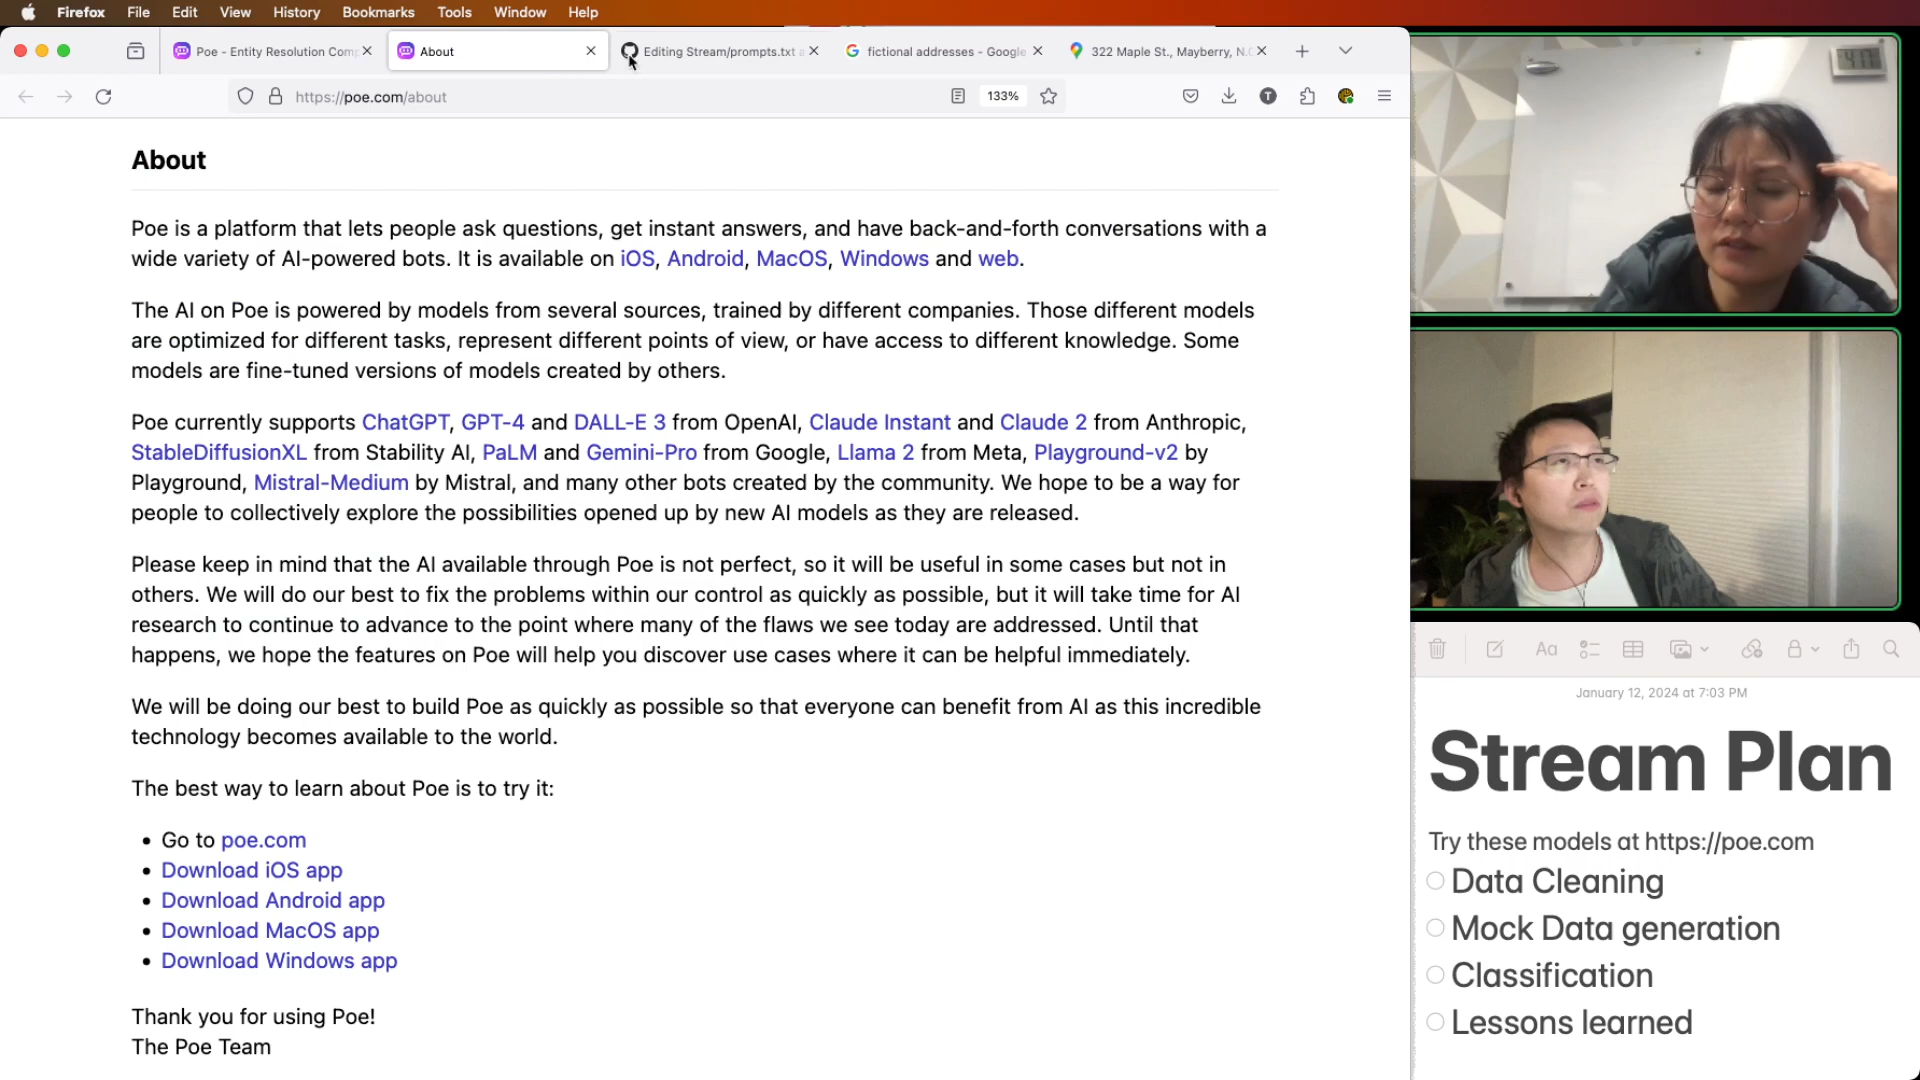 Firefox File Edit View History Bookmarks Tools Window Help
Poe - Entity Resolution Com
About
Editing Stream/prompts.txt a
fictional addresses - Google
322 Maple St., Mayberry, N.C
https://poe.com/about
133%
T
About
Poe is a platform that lets people ask questions, get instant answers, and have back-and-forth conversations with a
wide variety of AI-powered bots. It is available on iOS, Android, MacOS, Windows and web.
The AI on Poe is powered by models from several sources, trained by different companies. Those different models
are optimized for different tasks, represent different points of view, or have access to different knowledge. Some
models are fine-tuned versions of models created by others.
Poe currently supports ChatGPT, GPT-4 and DALL-E 3 from OpenAI, Claude Instant and Claude 2 from Anthropic,
StableDiffusionXL from Stability AI, PaLM and Gemini-Pro from Google, Llama 2 from Meta, Playground-v2 by
Playground, Mistral-Medium by Mistral, and many other bots created by the community. We hope to be a way for
people to collectively explore the possibilities opened up by new AI models as they are released.
Please keep in mind that the AI available through Poe is not perfect, so it will be useful in some cases but not in
others. We will do our best to fix the problems within our control as quickly as possible, but it will take time for AI
research to continue to advance to the point where many of the flaws we see today are addressed. Until that
happens, we hope the features on Poe will help you discover use cases where it can be helpful immediately.
We will be doing our best to build Poe as quickly as possible so that everyone can benefit from AI as this incredible
technology becomes available to the world.
The best way to learn about Poe is to try it:
• Go to poe.com
• Download iOS app
• Download Android app
• Download MacOS app
• Download Windows app
Thank you for using Poe!
The Poe Team
Aa
January 12, 2024 at 7:03 PM
Stream Plan
Try these models at https://poe.com
Data Cleaning
Mock Data generation
Classification
Lessons learned